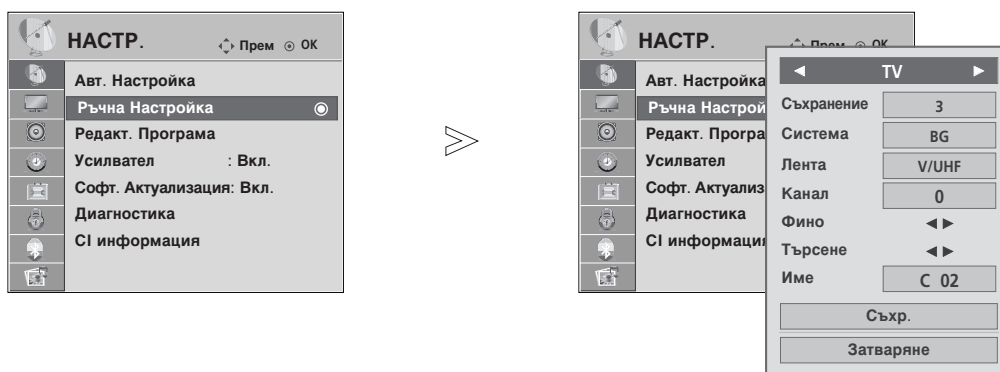 НАСТР. Прем ОК
Авт. Настройка
Ръчна Настройка
Редакт. Програма
Усилвател : Вкл.
Софт. Актуализация: Вкл.
Диагностика
CI информация
НАСТР.
Авт. Настройка
Ръчна Настрой
Редакт. Програ
Усилвател
Софт. Актуализ
Диагностика
CI информация
◄ TV ►
Съхранение 3
Система BG
Лента V/UHF
Канал 0
Фино ◄ ►
Търсене ◄ ►
Име C 02
Съхр.
Затваряне